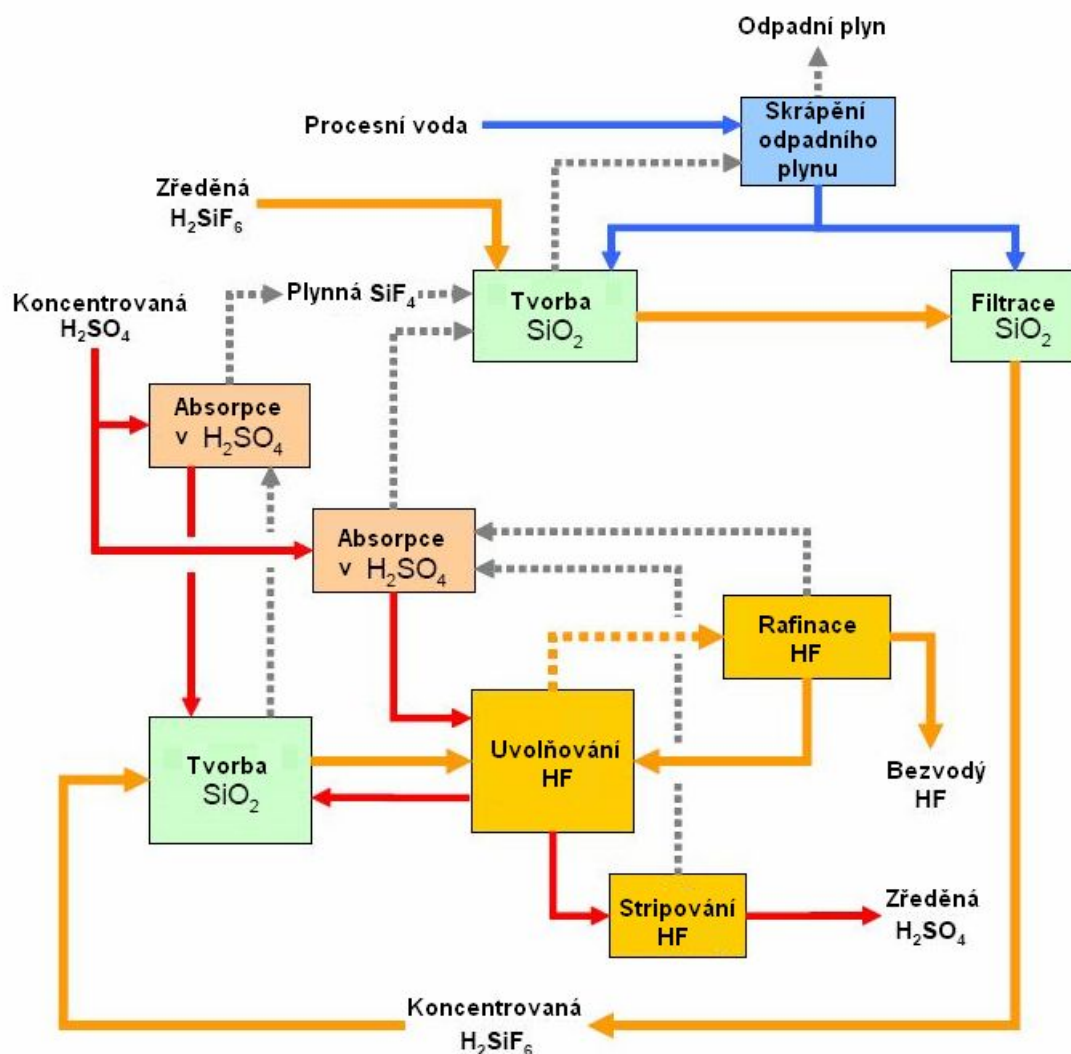 Odpadní plyn
Skrápění
odpadního
plynu
Procesní voda
Zředěná
H₂SiF₆
Koncentrovaná
H₂SO₄
Plynná SiF₄
Tvorba
SiO₂
Filtrace
SiO₂
Absorpce
v H₂SO₄
Absorpce
v H₂SO₄
Rafinace
HF
Tvorba
SiO₂
Uvolňování
HF
Bezvodý
HF
Stripování
HF
Zředěná
H₂SO₄
Koncentrovaná
H₂SiF₆